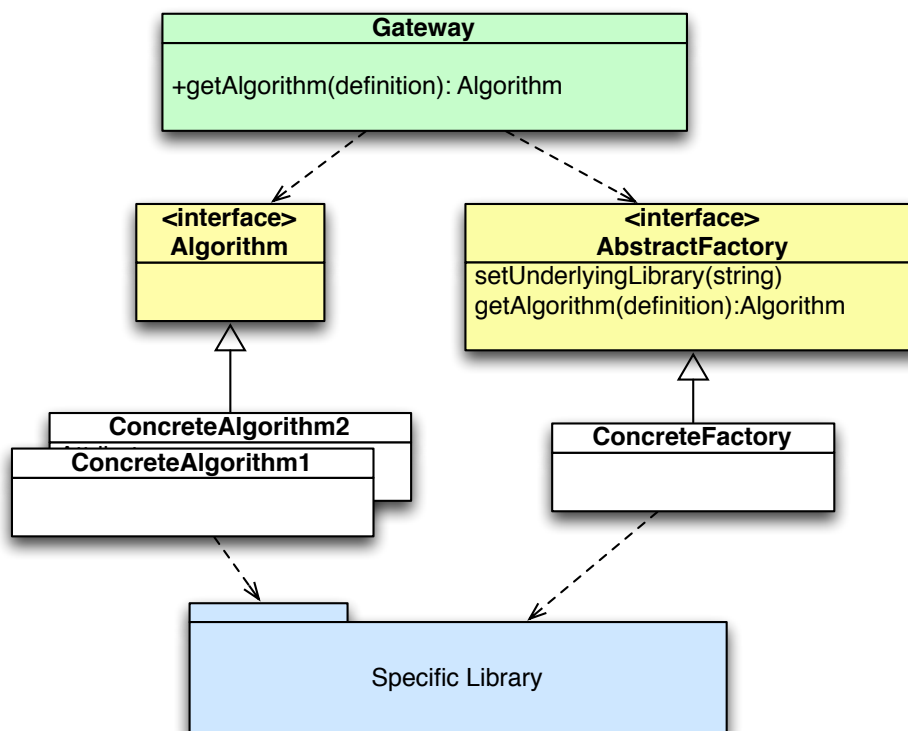 Gateway
+getAlgorithm(definition): Algorithm
<interface>
Algorithm
<interface>
AbstractFactory
setUnderlyingLibrary(string)
getAlgorithm(definition):Algorithm
ConcreteAlgorithm2
ConcreteAlgorithm1
ConcreteFactory
Specific Library